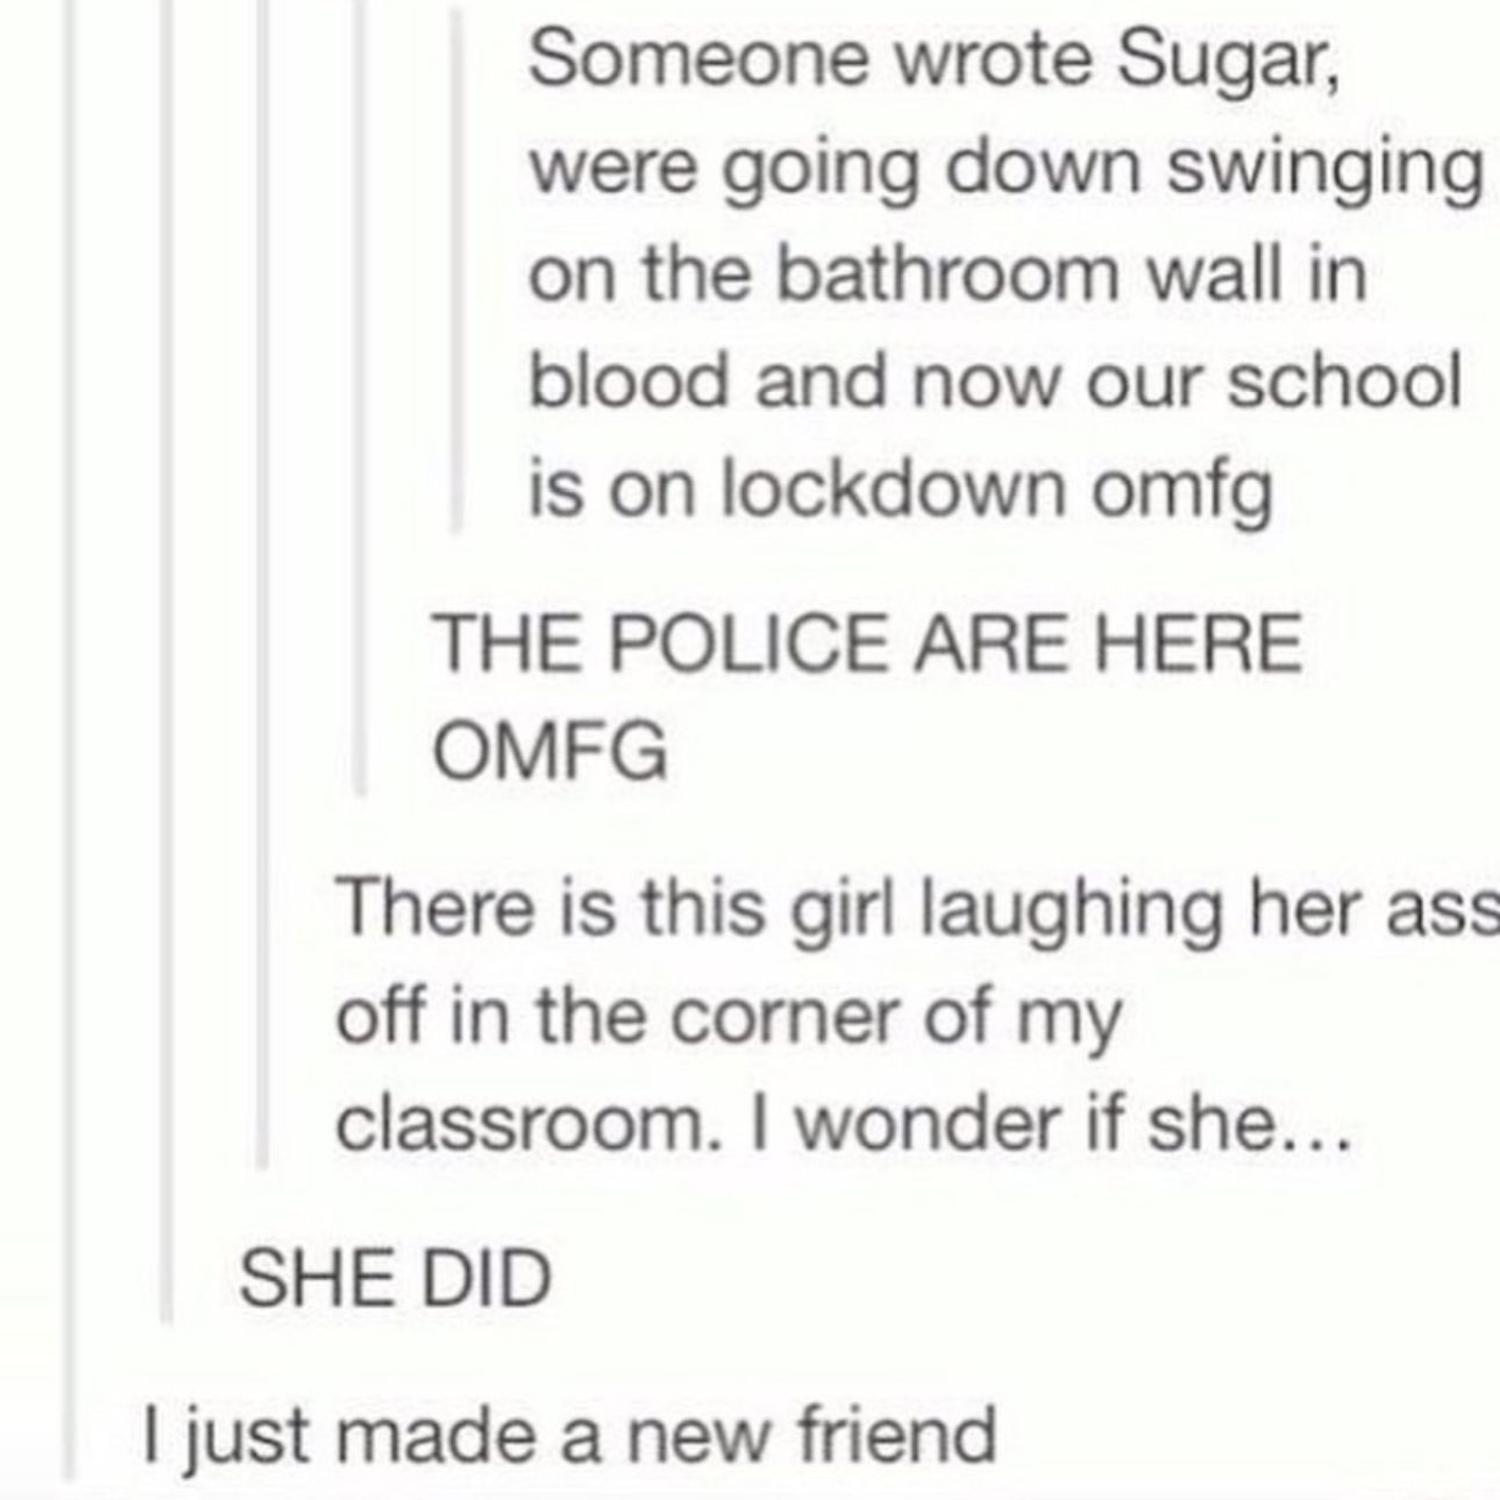 Someone wrote Sugar,
were going down swinging
on the bathroom wall in
blood and now our school
is on lockdown omfg
THE POLICE ARE HERE
OMFG
There is this girl laughing her ass
off in the corner of my
classroom. I wonder if she...
SHE DID
I just made a new friend